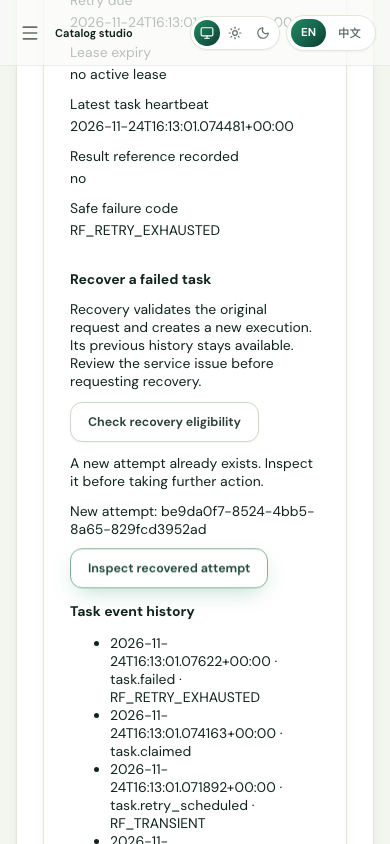 Retry due
Catalog studio
EN
中文
Lease expiry
no active lease
Latest task heartbeat
2026-11-24T16:13:01.074481+00:00
Result reference recorded
no
Safe failure code
RF_RETRY_EXHAUSTED
Recover a failed task
Recovery validates the original
request and creates a new execution.
Its previous history stays available.
Review the service issue before
requesting recovery.
Check recovery eligibility
A new attempt already exists. Inspect
it before taking further action.
New attempt: be9da0f7-8524-4bb5-
8a65-829fcd3952ad
Inspect recovered attempt
Task event history
2026-11-
24T16:13:01.07622+00:00 ·
task.failed ·
RF_RETRY_EXHAUSTED
2026-11-
24T16:13:01.074163+00:00 ·
task.claimed
2026-11-
24T16:13:01.071892+00:00 ·
task.retry_scheduled ·
RF_TRANSIENT
2026-11-